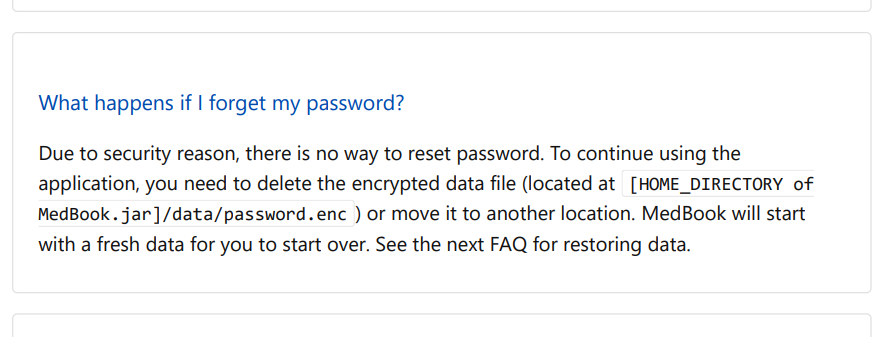 What happens if I forget my password?
Due to security reason, there is no way to reset password. To continue using the
application, you need to delete the encrypted data file (located at [HOME_DIRECTORY of
MedBook.jar]/data/password.enc ) or move it to another location. MedBook will start
with a fresh data for you to start over. See the next FAQ for restoring data.